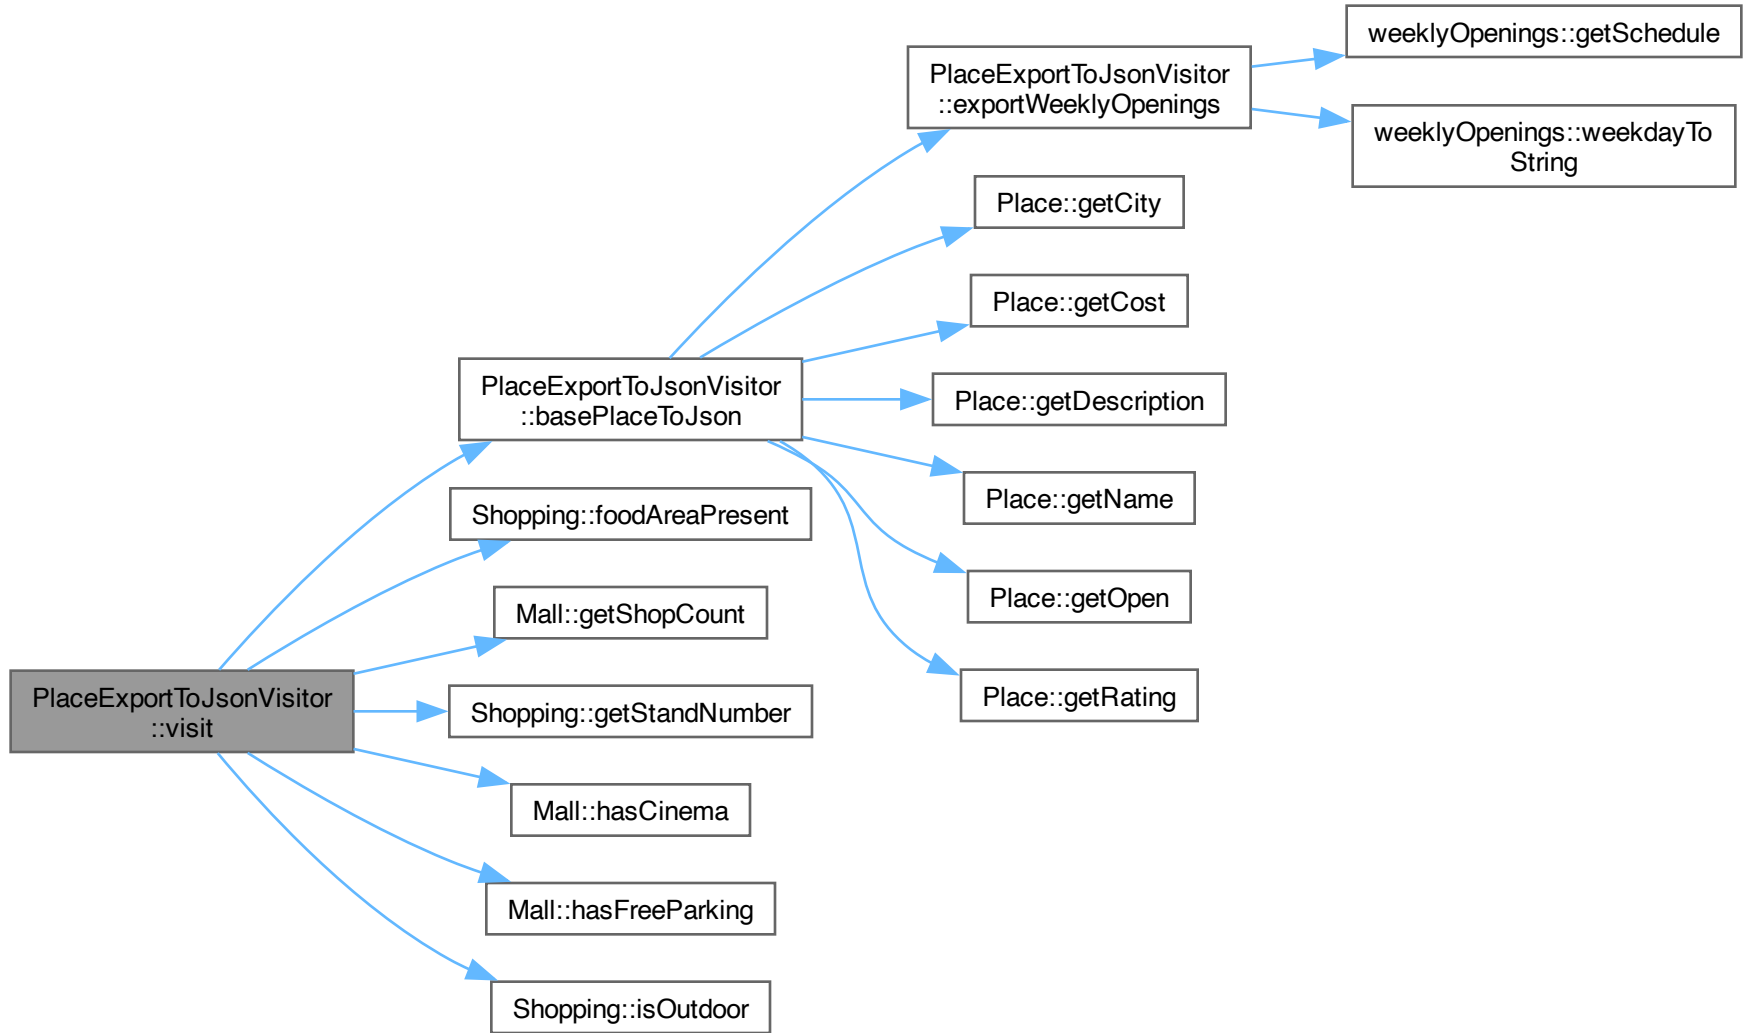 weeklyOpenings::getSchedule
PlaceExportToJsonVisitor
::exportWeeklyOpenings
weeklyOpenings::weekdayTo
String
Place::getCity
Place::getCost
PlaceExportToJsonVisitor
::basePlaceToJson
Place::getDescription
Place::getName
Shopping::foodAreaPresent
Place::getOpen
Mall::getShopCount
Place::getRating
PlaceExportToJsonVisitor
::visit
Shopping::getStandNumber
Mall::hasCinema
Mall::hasFreeParking
Shopping::isOutdoor